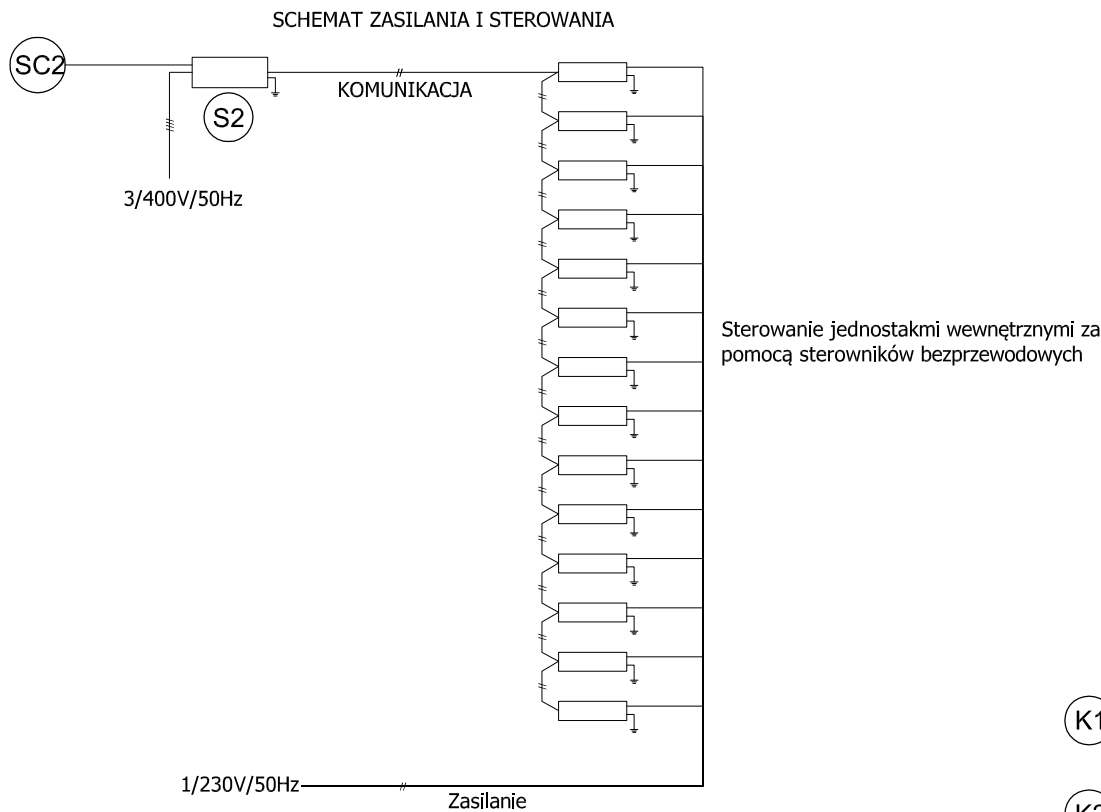 SCHEMAT ZASILANIA I STEROWANIA
SC2
S2
KOMUNIKACJA
3/400V/50Hz
Sterowanie jednostakmi wewnętrznymi za
pomocą sterowników bezprzewodowych
K1
1/230V/50Hz
Zasilanie